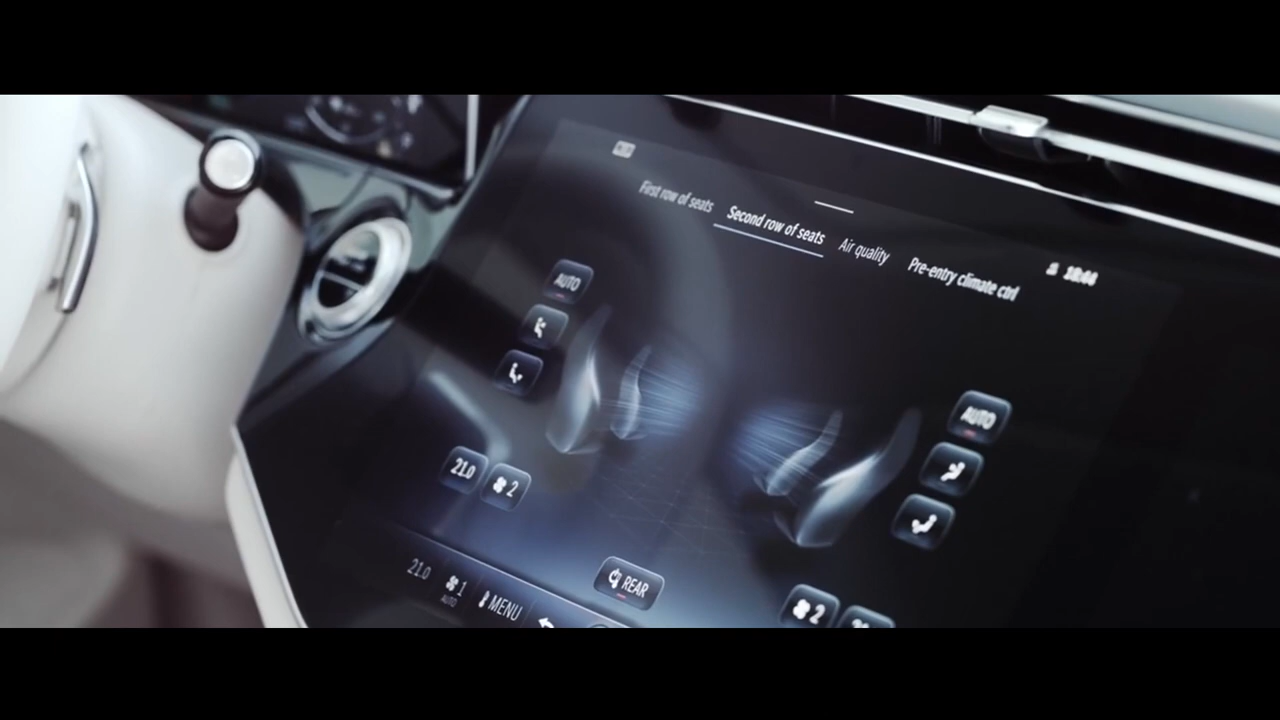 First row of seats
Second row of seats
Air quality
Pre-entry climate ctrl
18:44
AUTO
AUTO
21.0
2
REAR
21.0
1
AUTO
MENU
2